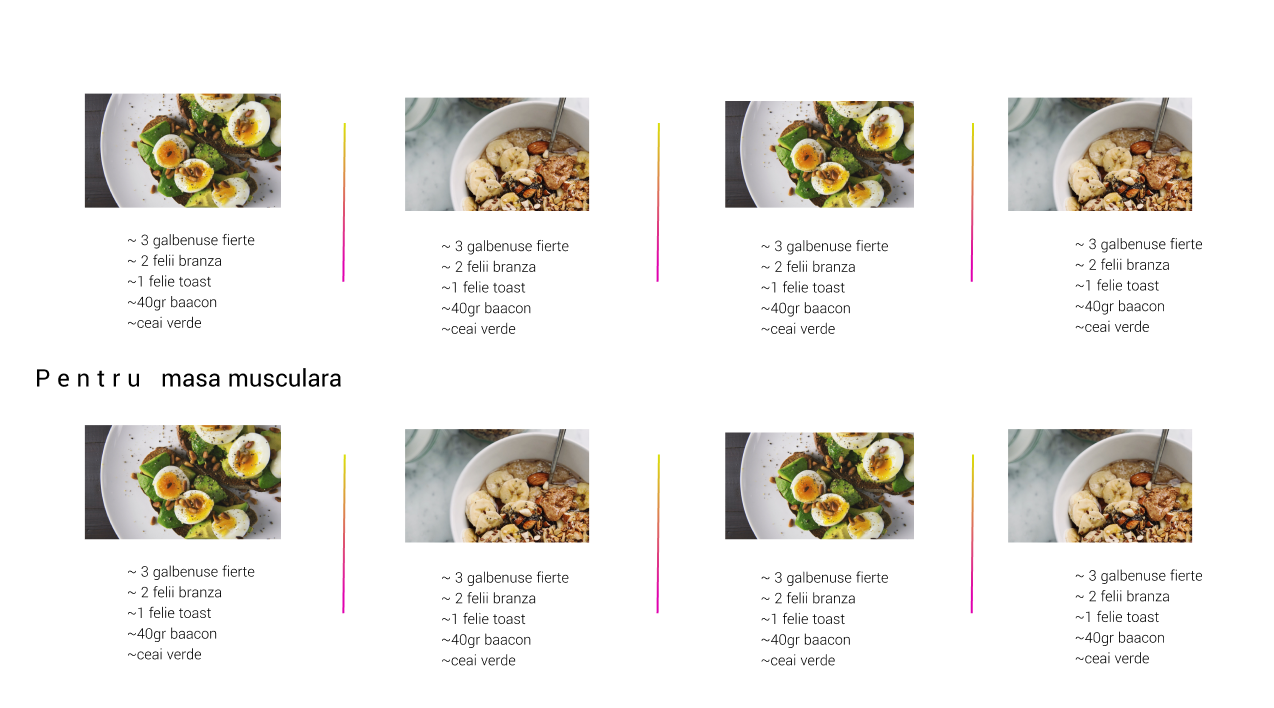 ~ 3 galbenuse fierte
~ 2 felii branza
~1 felie toast
~40gr baacon
~ceai verde
~ 3 galbenuse fierte
~ 2 felii branza
~1 felie toast
~40gr baacon
~ceai verde
~ 3 galbenuse fierte
~ 2 felii branza
~1 felie toast
~40gr baacon
~ceai verde
~ 3 galbenuse fierte
~ 2 felii branza
~1 felie toast
~40gr baacon
~ceai verde
Pentru masa musculara
~ 3 galbenuse fierte
~ 2 felii branza
~1 felie toast
~40gr baacon
~ceai verde
~ 3 galbenuse fierte
~ 2 felii branza
~1 felie toast
~40gr baacon
~ceai verde
~ 3 galbenuse fierte
~ 2 felii branza
~1 felie toast
~40gr baacon
~ceai verde
~ 3 galbenuse fierte
~ 2 felii branza
~1 felie toast
~40gr baacon
~ceai verde